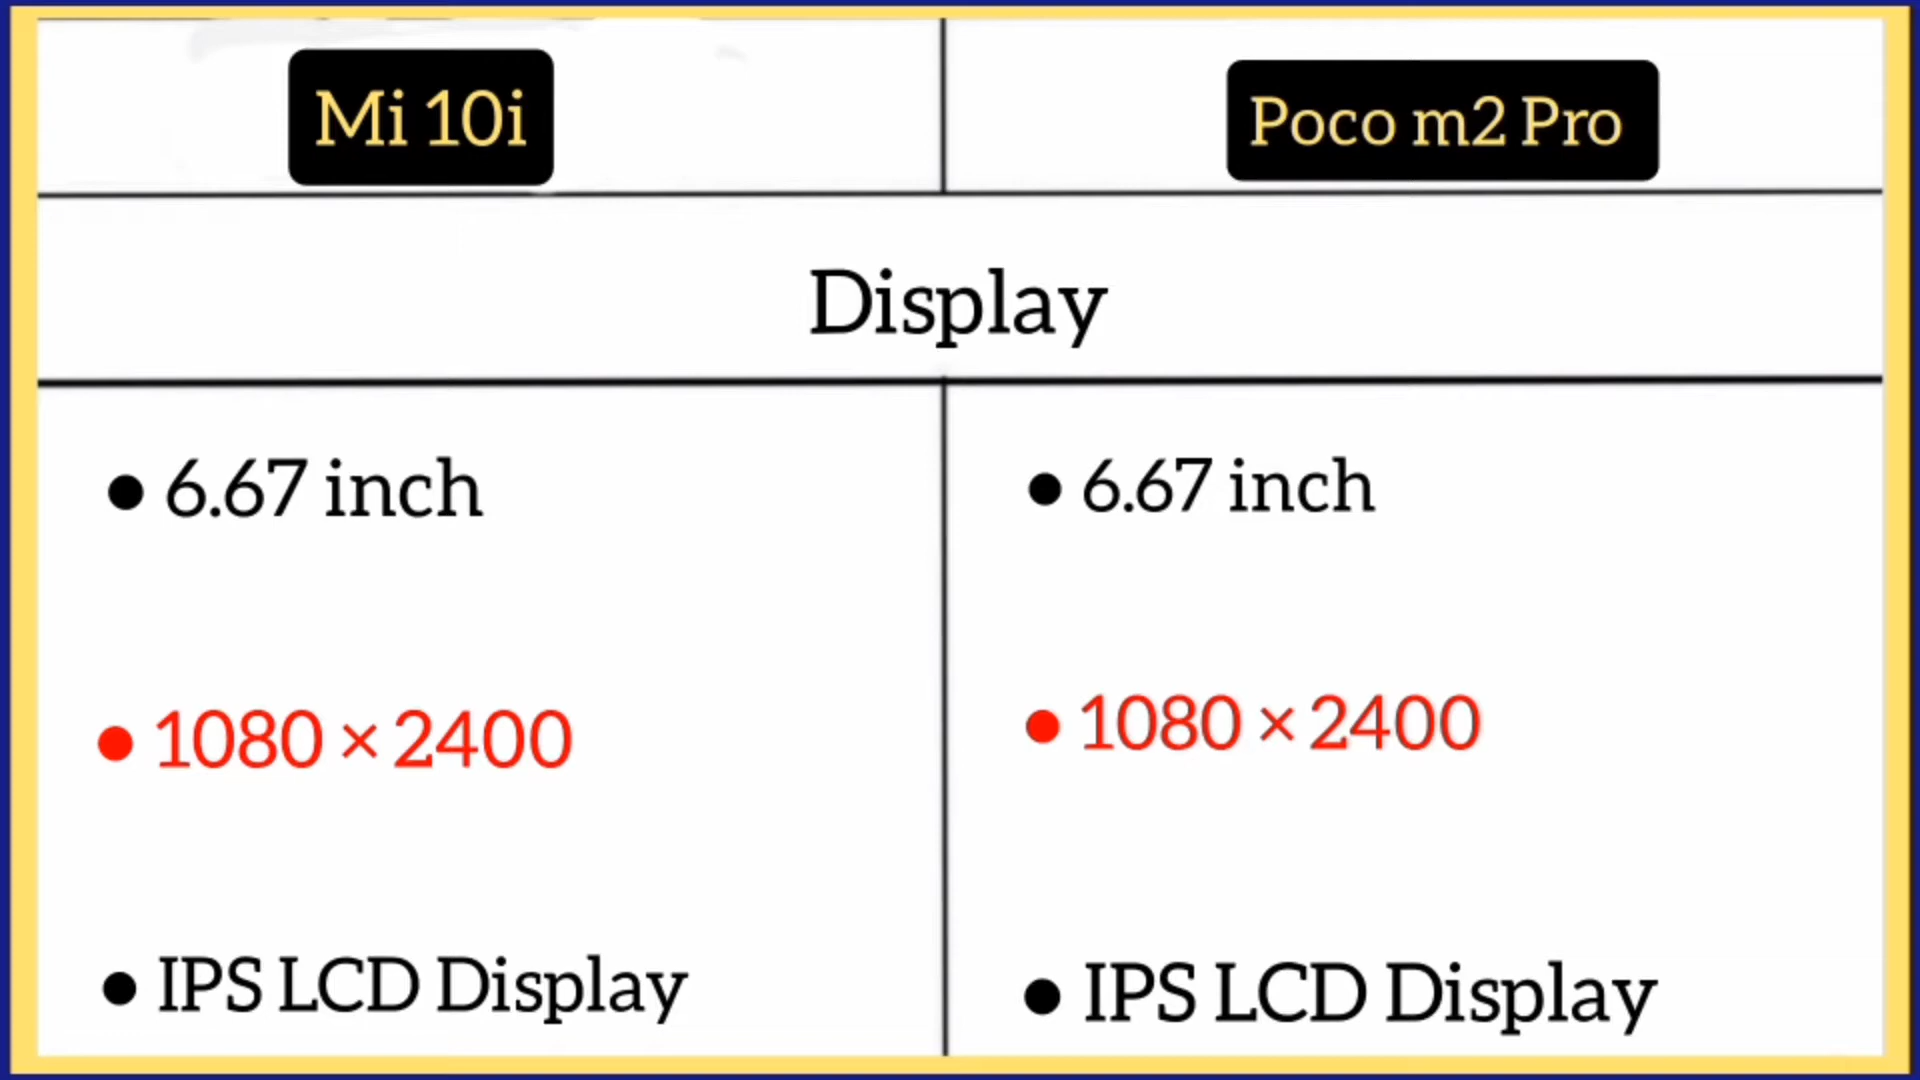 Mi 10i
Poco m2 Pro
Display
● 6.67 inch
● 6.67 inch
● 1080 × 2400
● 1080 × 2400
● IPS LCD Display
● IPS LCD Display